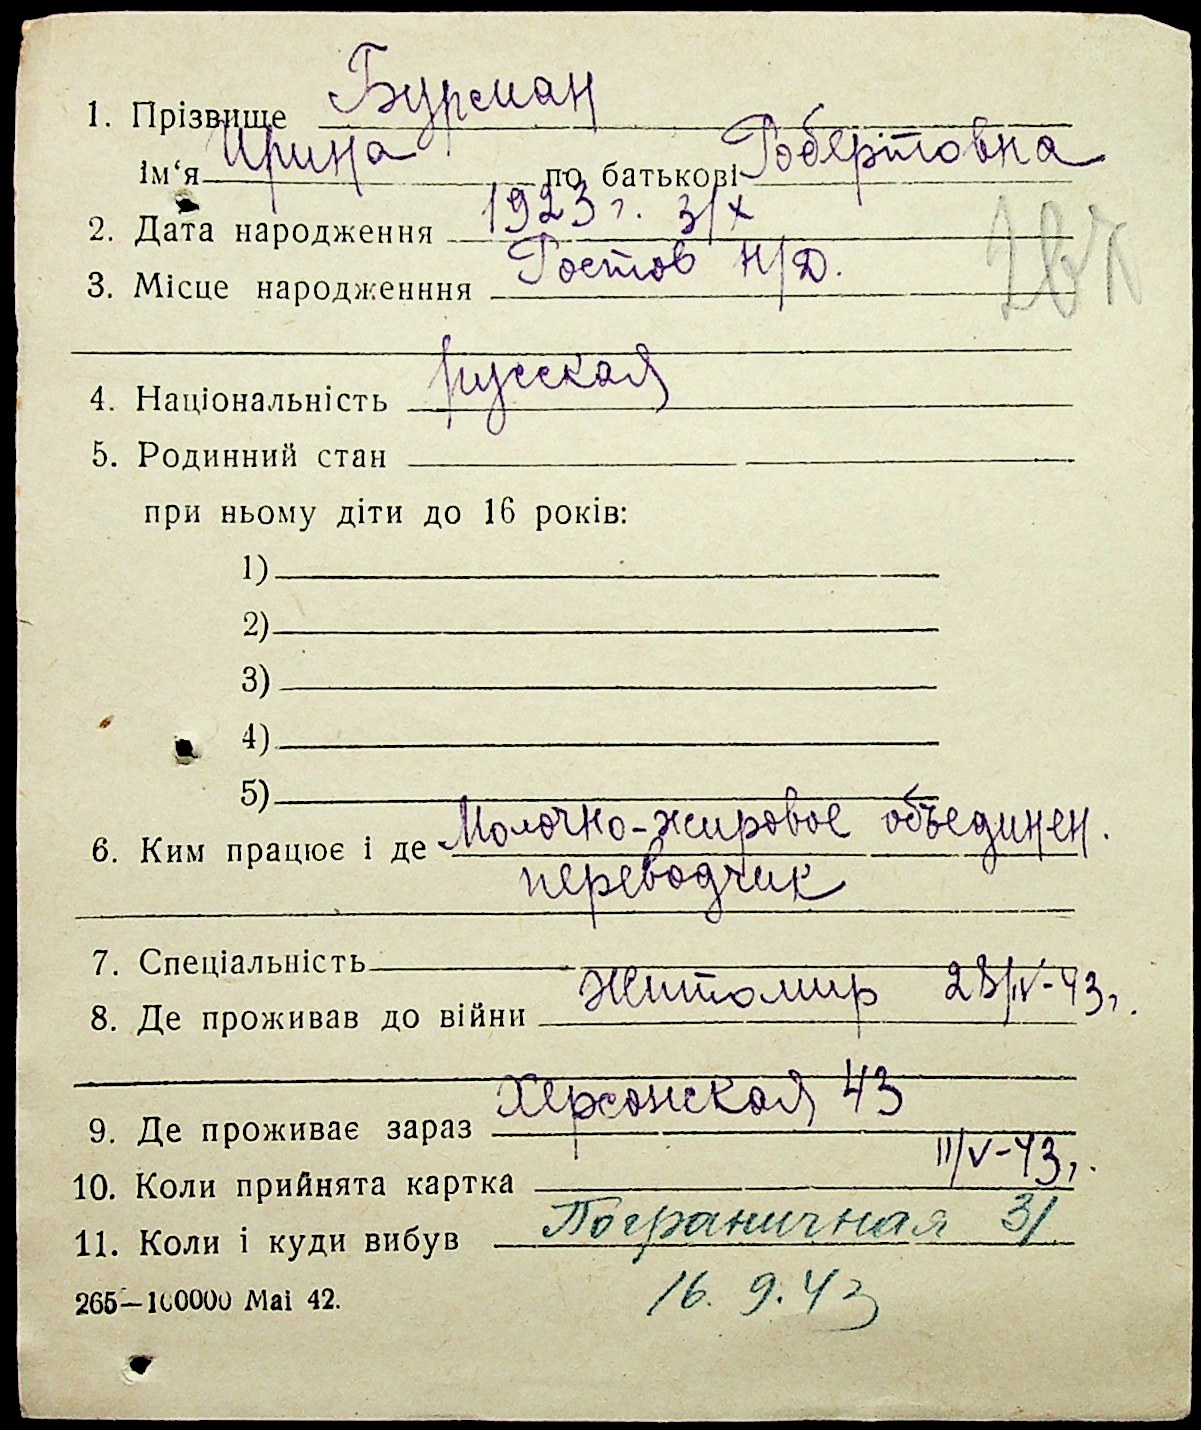 1. Прізвище Бурман
ім‘я Ирина по батькові Робертовна
2. Дата народження 1923 г. 3/X
3. Місце народженння Ростов Н/Д.
4. Національність русская
5. Родинний стан
при ньому діти до 16 років:
1)
2)
3)
4)
5)
6. Ким працює і де Молочно-жировое объединен.
переводчик
7. Спеціальність
8. Де проживав до війни Житомир 28/IV-43г.
9. Де проживає зараз Херсонская 43
10. Коли прийнята картка 11/V-43г.
11. Коли і куди вибув Пограничная 31
265—100000 Mai 42. 16. 9. 43